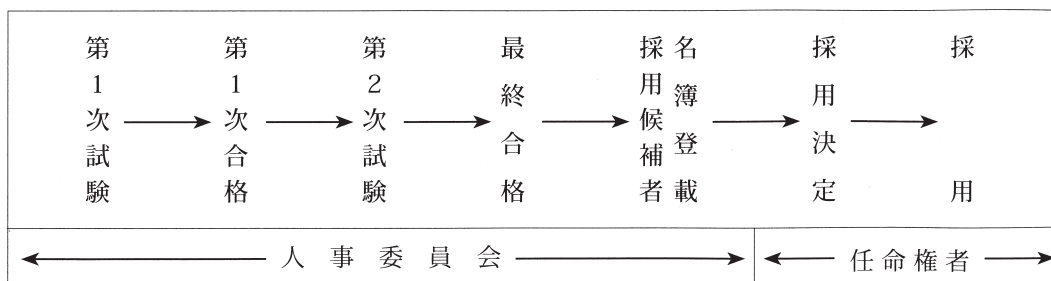 第1次試験
第1次合格
第2次試験
最終合格
採用候補者
名簿登載
採用決定
採用
人事委員会
任命権者